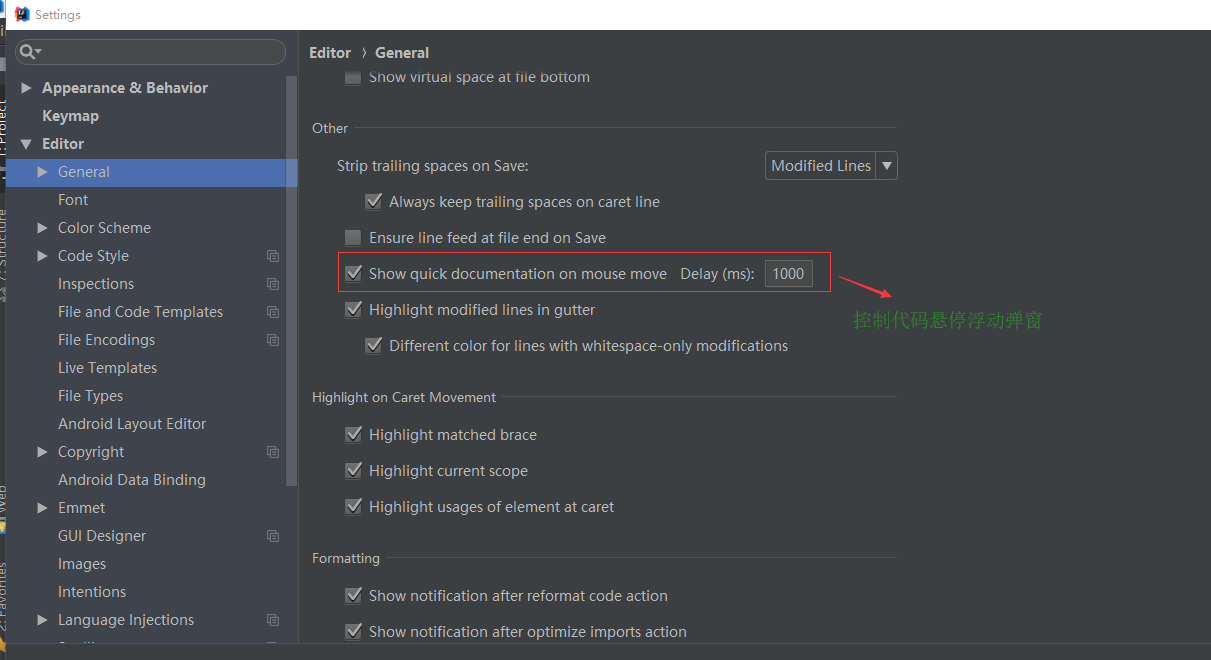 Settings
Appearance & Behavior
Keymap
Editor
General
Font
Color Scheme
Code Style
Inspections
File and Code Templates
File Encodings
Live Templates
File Types
Android Layout Editor
Copyright
Android Data Binding
Emmet
GUI Designer
Images
Intentions
Language Injections
Editor › General
Show virtual space at file bottom
Other
Strip trailing spaces on Save: Modified Lines
Always keep trailing spaces on caret line
Ensure line feed at file end on Save
Show quick documentation on mouse move Delay (ms): 1000
控制代码悬停浮动弹窗
Highlight modified lines in gutter
Different color for lines with whitespace-only modifications
Highlight on Caret Movement
Highlight matched brace
Highlight current scope
Highlight usages of element at caret
Formatting
Show notification after reformat code action
Show notification after optimize imports action
1: Project
7: Structure
Web
2: Favorites